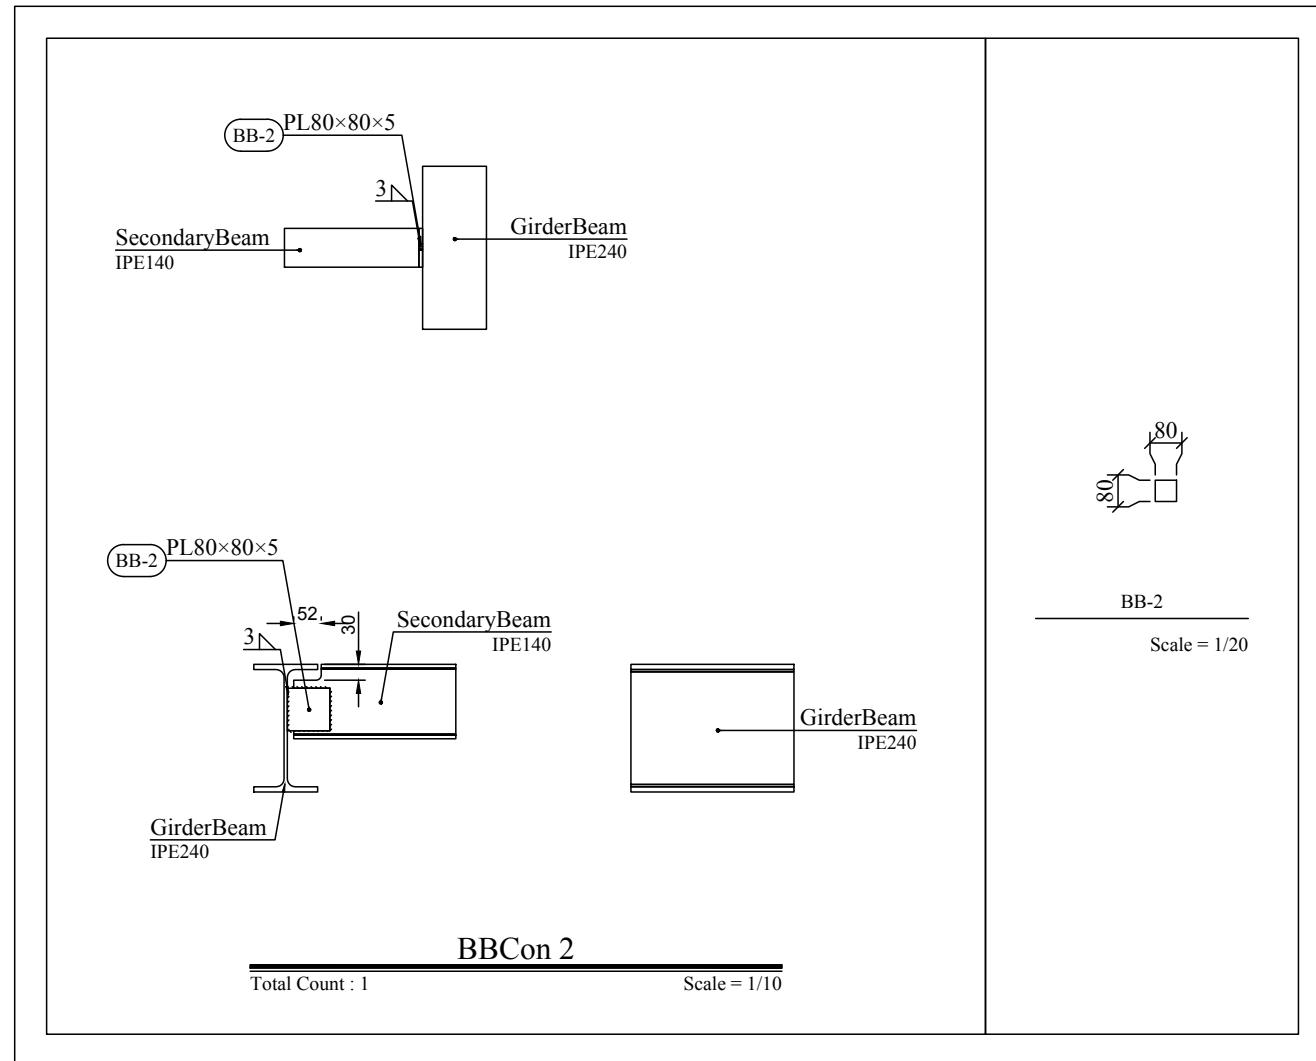 PL80×80×5
BB-2
3
SecondaryBeam
IPE140
GirderBeam
IPE240
80
80
BB-2
Scale = 1/20
PL80×80×5
BB-2
52
30
3
SecondaryBeam
IPE140
GirderBeam
IPE240
GirderBeam
IPE240
BBCon 2
Total Count : 1
Scale = 1/10